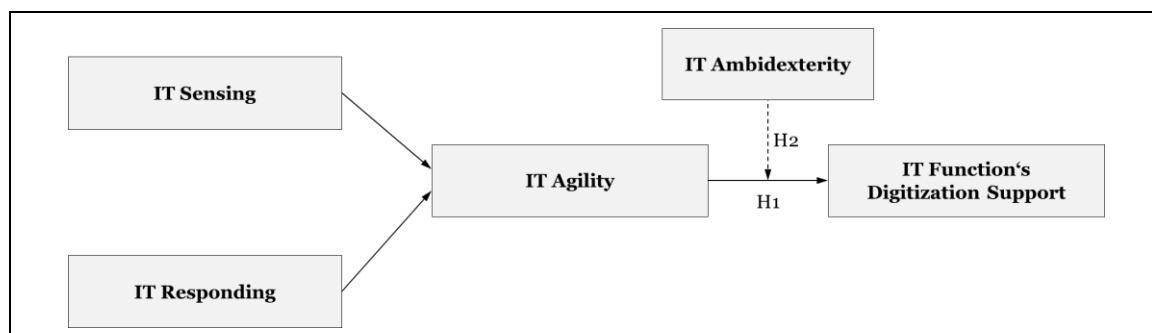 IT Ambidexterity
IT Sensing
H2
IT Agility
IT Function‘s
Digitization Support
H1
IT Responding